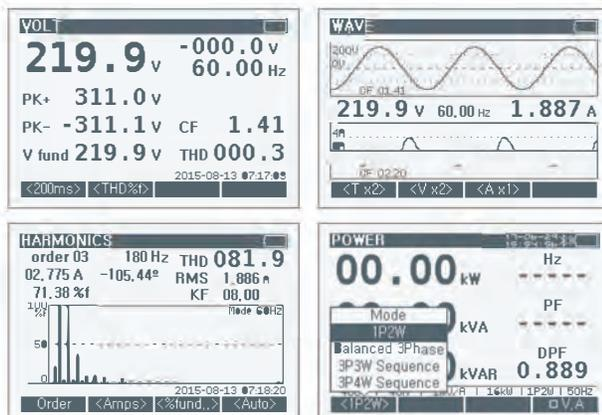 VOLT
219.9 V
-000.0 V
60.00 Hz
PK+ 311.0 V
PK- -311.1 V CF 1.41
V fund 219.9 V THD 000.3
2015-08-13 07:17:09
<200ms> <THD%f>
WAVE
200V
0V
CF 01.41
219.9 V 60.00 Hz 1.887 A
4A
CF 02.20
<T x2> <V x2> <A x1>
HARMONICS
order 03 180 Hz THD 081.9
02,775 A -105,44º RMS 1,886 A
71.38 %f KF 08,00
100 %f
Mode 60HZ
50
0
2015-08-13 07:18:20
Order <Amps> <%fund..> <Auto>
POWER
00.00 kW
Hz
-----
kVA
PF
-----
DPF
kVAR 0.889
Mode
1P2W
Balanced 3Phase
3P3W Sequence
3P4W Sequence
16kW 1P2W 50HZ
<1P2W> V.A